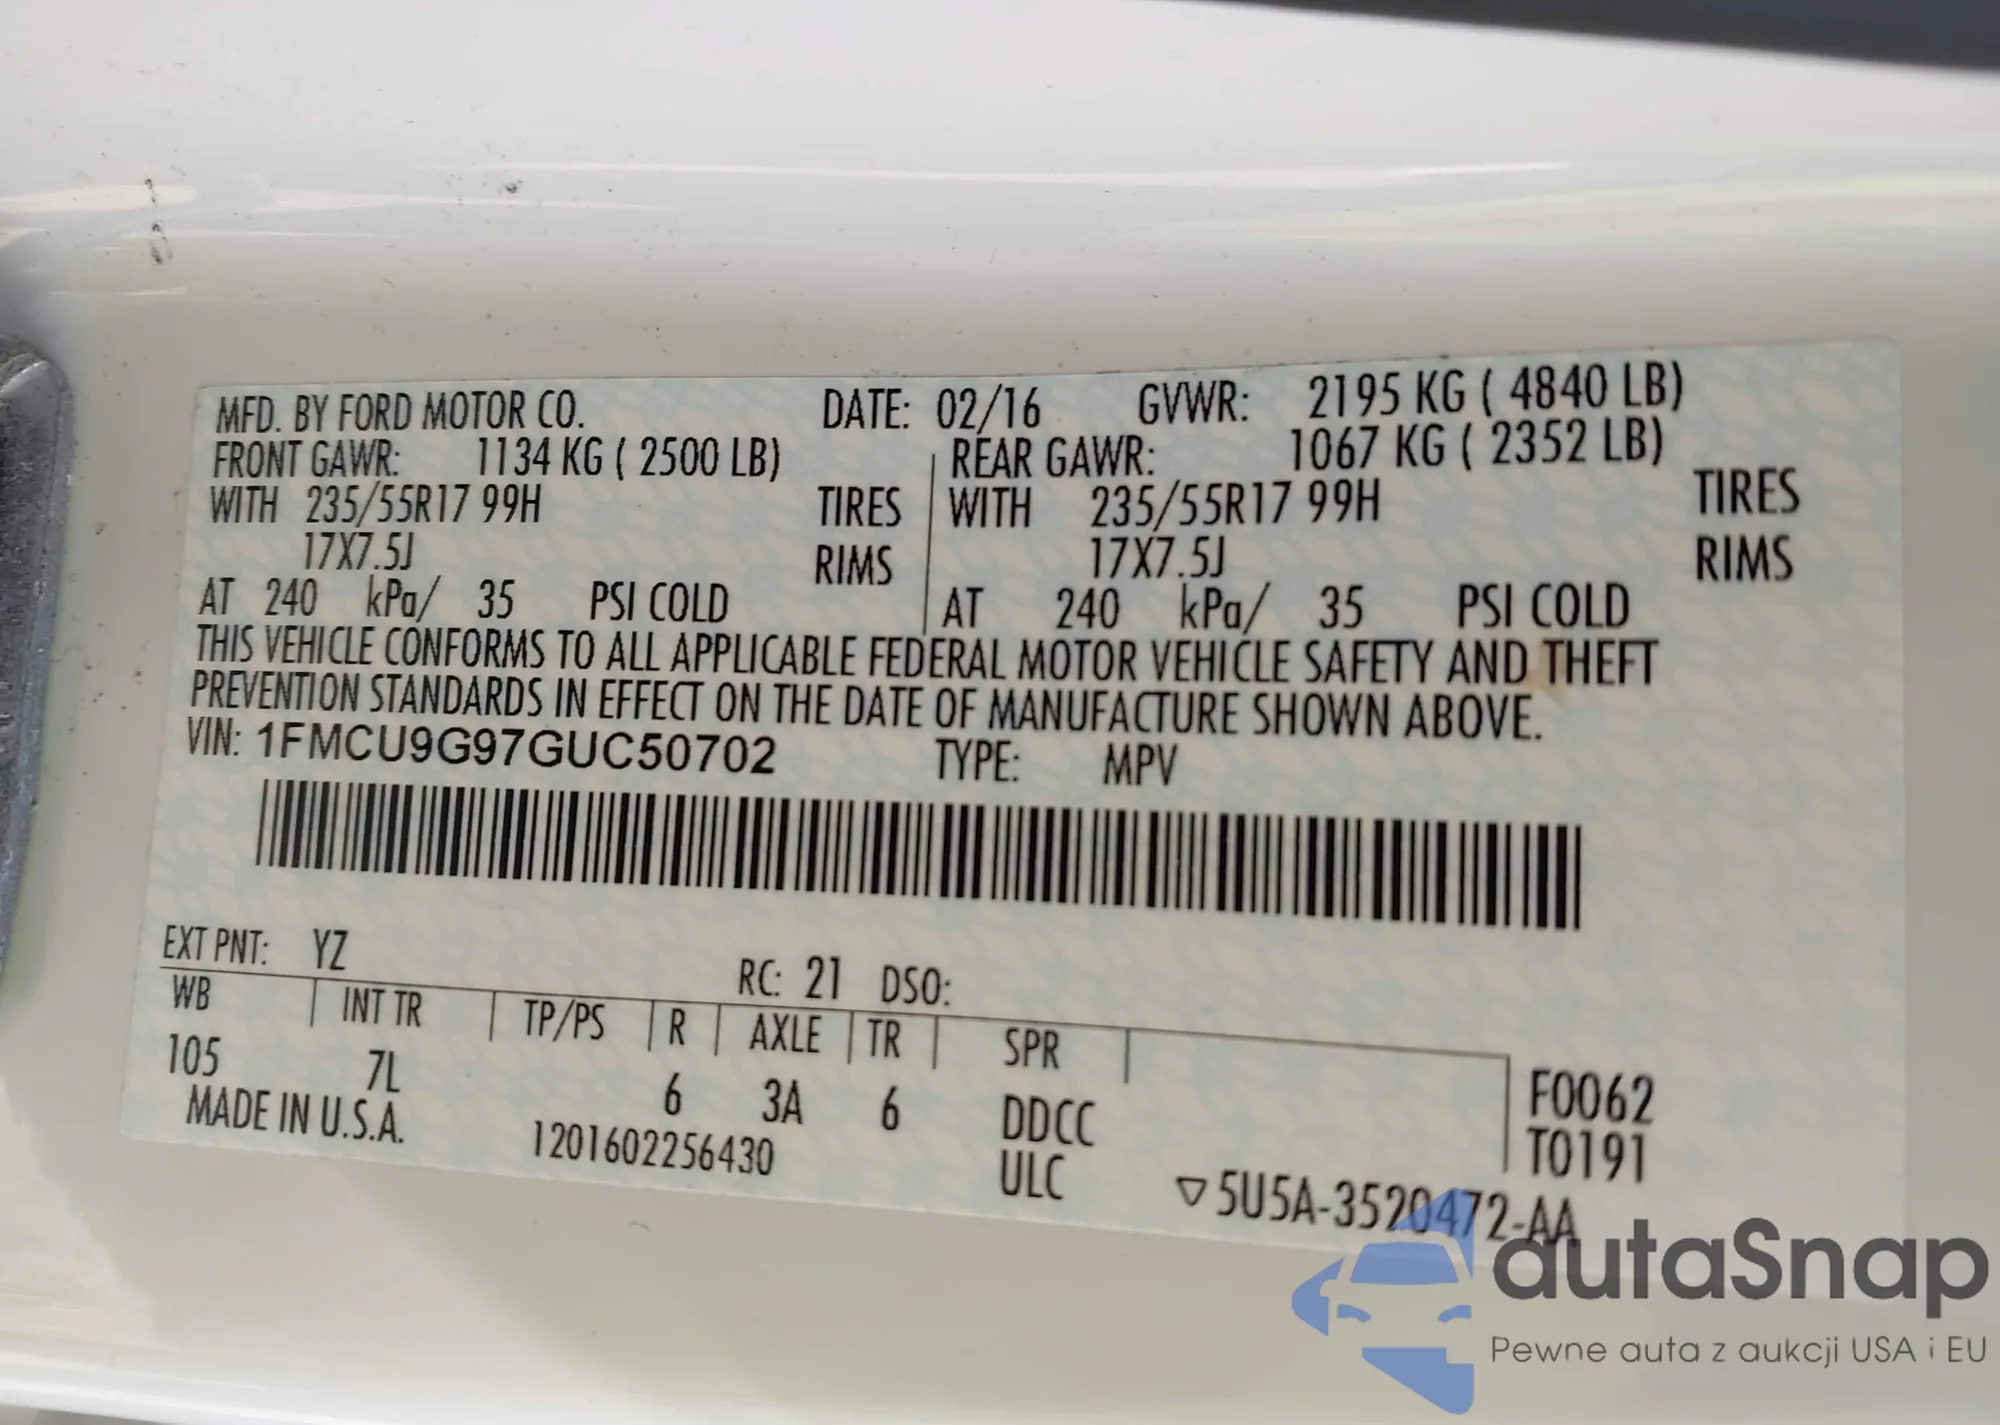 MFD. BY FORD MOTOR CO. DATE: 02/16 GVWR: 2195 KG ( 4840 LB)
FRONT GAWR: 1134 KG ( 2500 LB) REAR GAWR: 1067 KG ( 2352 LB)
WITH 235/55R17 99H TIRES WITH 235/55R17 99H TIRES
17X7.5J RIMS 17X7.5J RIMS
AT 240 kPa/ 35 PSI COLD AT 240 kPa/ 35 PSI COLD
THIS VEHICLE CONFORMS TO ALL APPLICABLE FEDERAL MOTOR VEHICLE SAFETY AND THEFT
PREVENTION STANDARDS IN EFFECT ON THE DATE OF MANUFACTURE SHOWN ABOVE.
VIN: 1FMCU9G97GUC50702 TYPE: MPV
EXT PNT: YZ RC: 21 DSO:
WB INT TR TP/PS R AXLE TR SPR
105 7L 6 3A 6 DDCC F0062
MADE IN U.S.A. 1201602256430 ULC T0191
▽5U5A-3520472-AA
autaSnap
Pewne auta z aukcji USA i EU